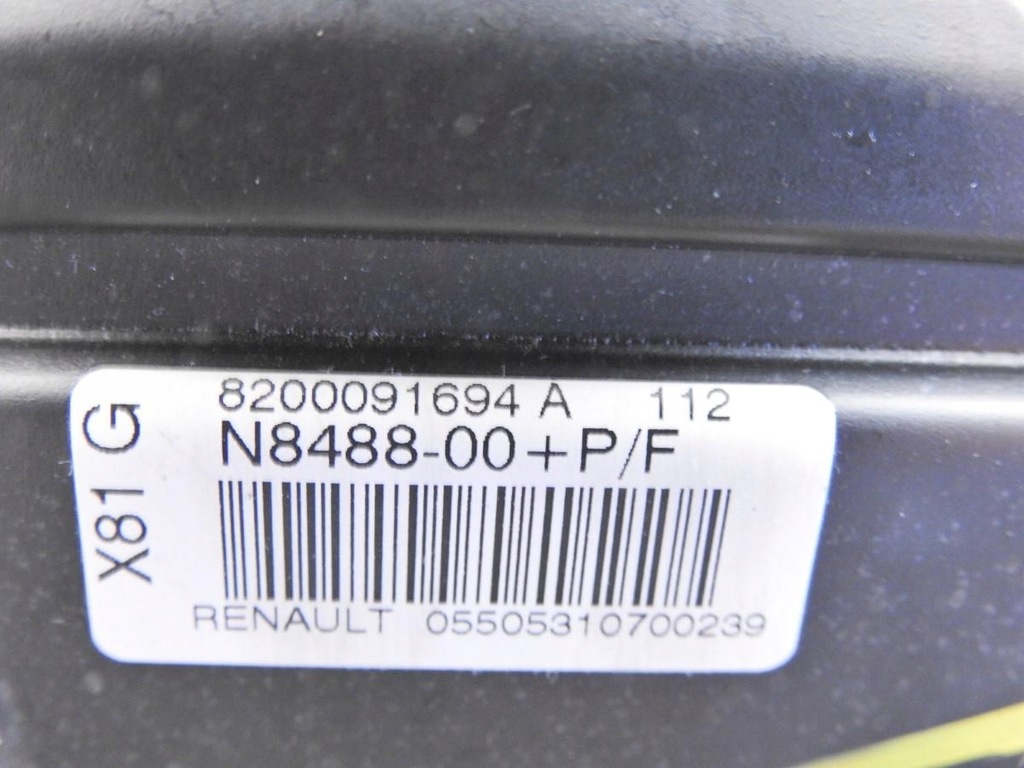 8200091694 A 112
N8488-00+P/F
X81 G
RENAULT 05505310700239